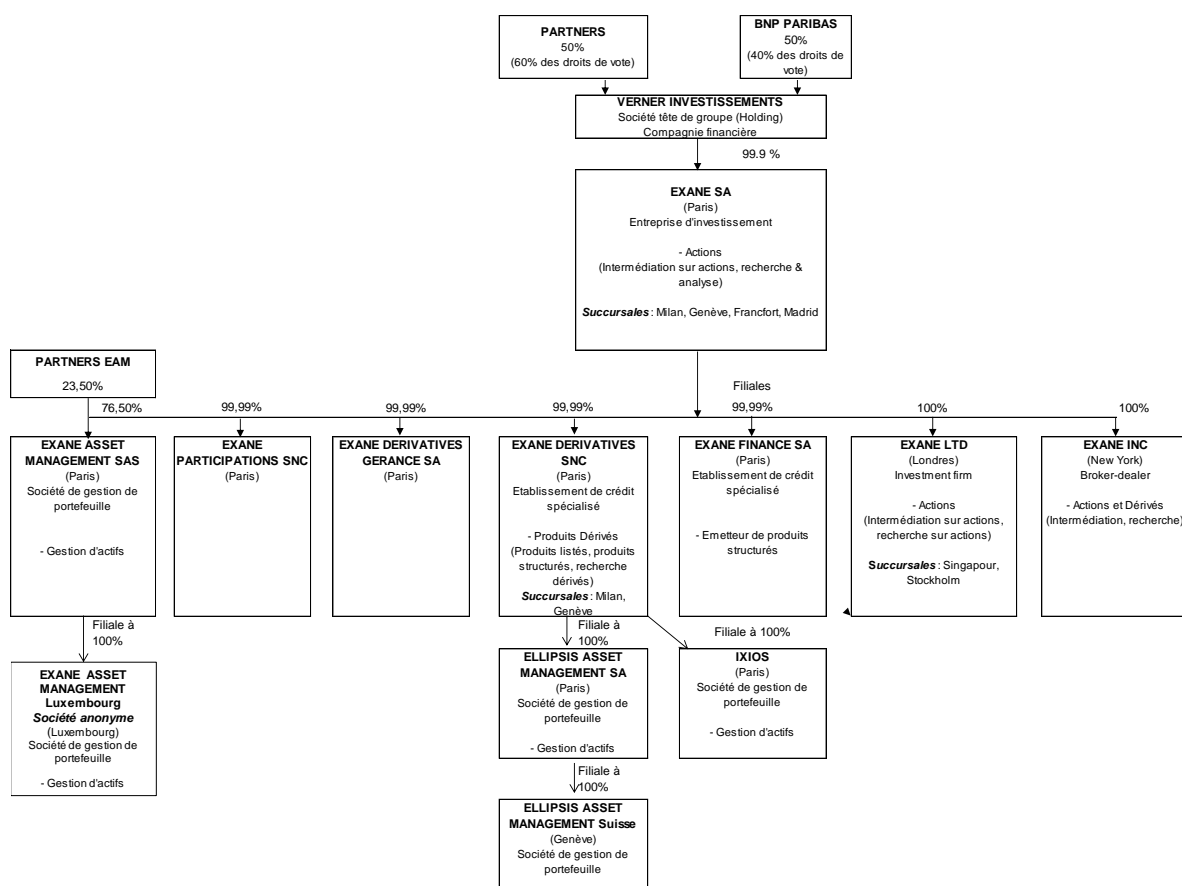 PARTNERS
50%
(60% des droits de vote)
BNP PARIBAS
50%
(40% des droits de
vote)
VERNER INVESTISSEMENTS
Société tête de groupe (Holding)
Compagnie financière
99.9 %
EXANE SA
(Paris)
Entreprise d'investissement
- Actions
(Intermédiation sur actions, recherche &
analyse)
Succursales : Milan, Genève, Francfort, Madrid
PARTNERS EAM
23,50%
Filiales
76,50%
99,99%
99,99%
99,99%
99,99%
100%
100%
EXANE ASSET
MANAGEMENT SAS
(Paris)
Société de gestion de
portefeuille
- Gestion d'actifs
EXANE
PARTICIPATIONS SNC
(Paris)
EXANE DERIVATIVES
GERANCE SA
(Paris)
EXANE DERIVATIVES
SNC
(Paris)
Etablissement de crédit
spécialisé
- Produits Dérivés
(Produits listés, produits
structurés, recherche
dérivés)
Succursales : Milan,
Genève
EXANE FINANCE SA
(Paris)
Etablissement de crédit
spécialisé
- Emetteur de produits
structurés
EXANE LTD
(Londres)
Investment firm
- Actions
(Intermédiation sur actions,
recherche sur actions)
Succursales : Singapour,
Stockholm
EXANE INC
(New York)
Broker-dealer
- Actions et Dérivés
(Intermédiation, recherche)
Filiale à
100%
Filiale à
100%
Filiale à 100%
EXANE ASSET
MANAGEMENT
Luxembourg
Société anonyme
(Luxembourg)
Société de gestion de
portefeuille
- Gestion d'actifs
ELLIPSIS ASSET
MANAGEMENT SA
(Paris)
Société de gestion de
portefeuille
- Gestion d'actifs
IXIOS
(Paris)
Société de gestion de
portefeuille
- Gestion d'actifs
Filiale à
100%
ELLIPSIS ASSET
MANAGEMENT Suisse
(Genève)
Société de gestion de
portefeuille